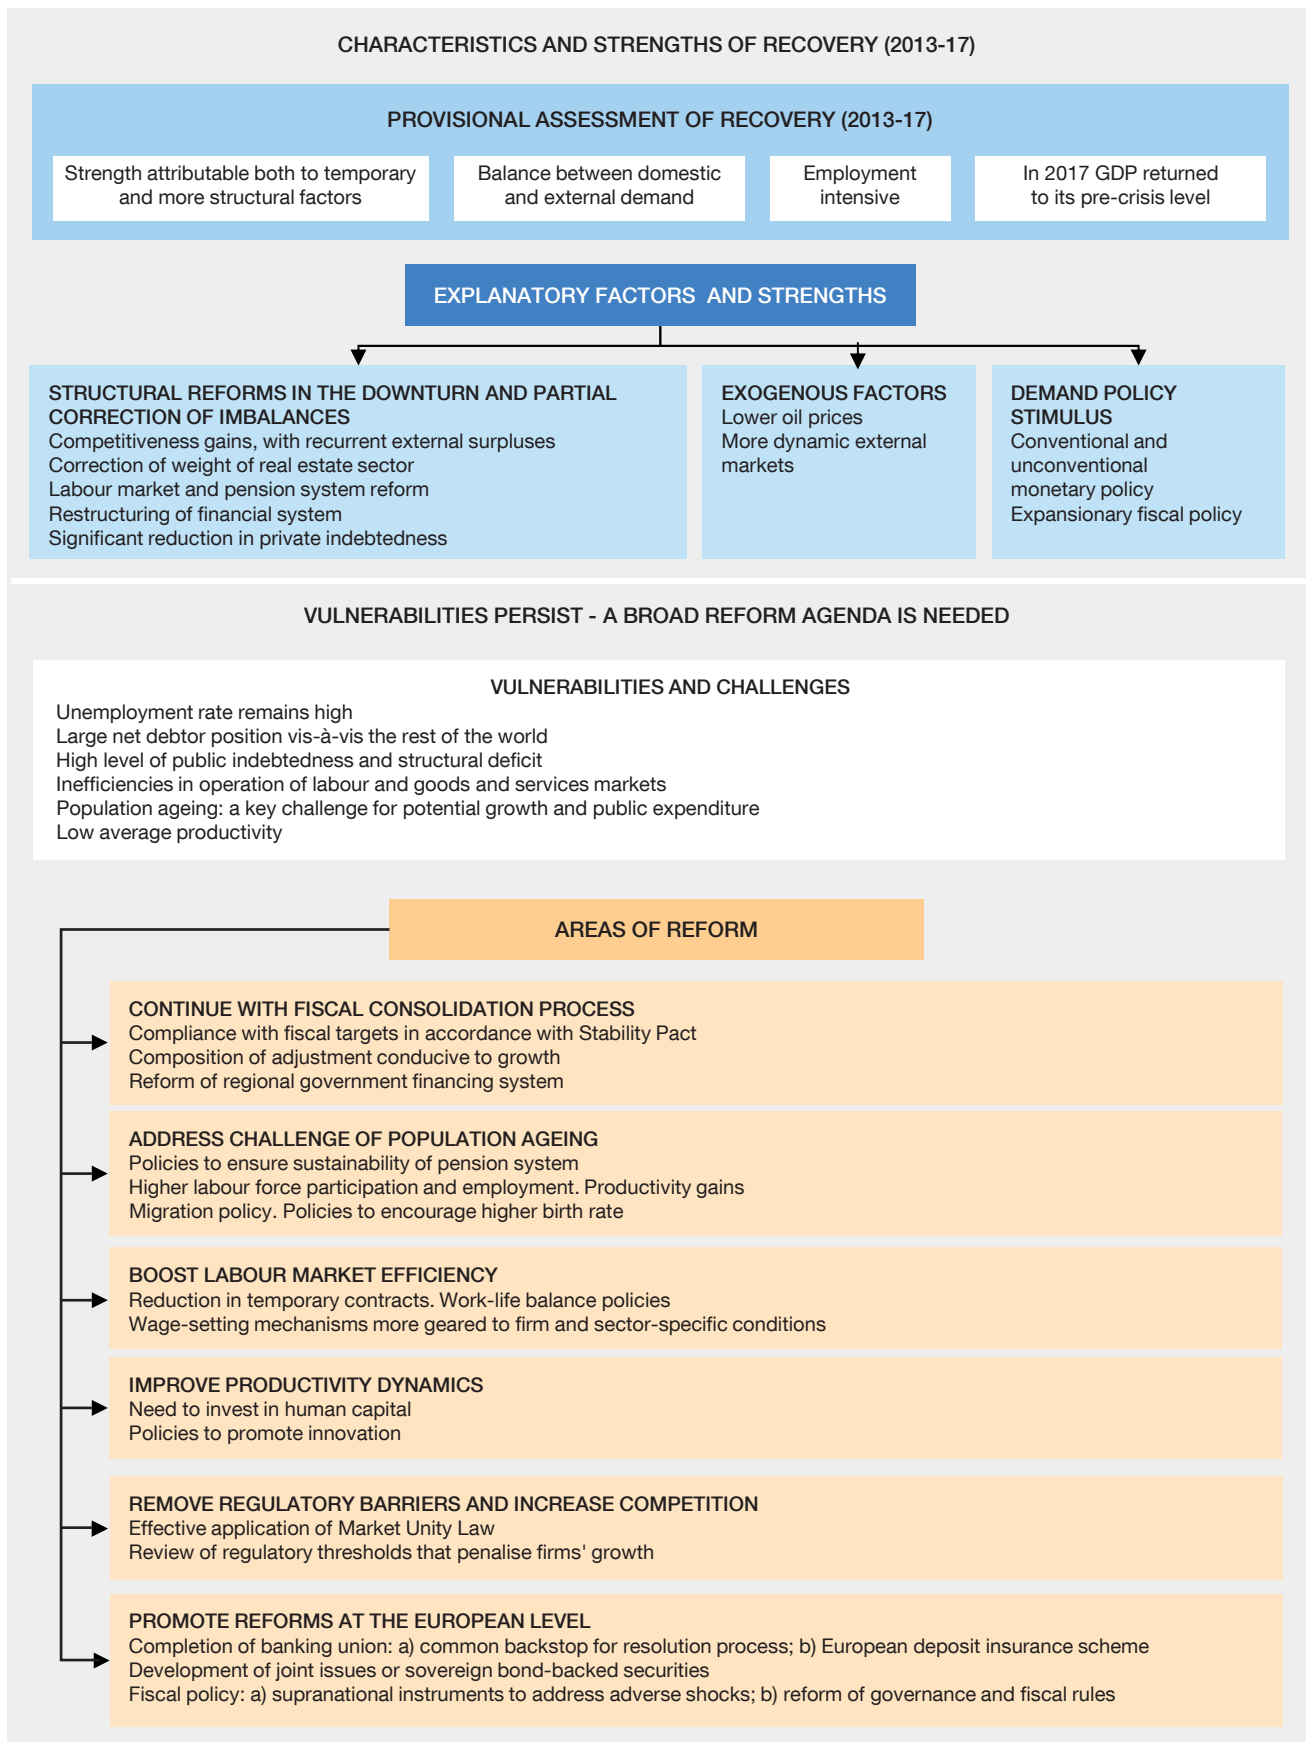 CHARACTERISTICS AND STRENGTHS OF RECOVERY (2013-17)
PROVISIONAL ASSESSMENT OF RECOVERY (2013-17)
Strength attributable both to temporary
and more structural factors
Balance between domestic
and external demand
Employment
intensive
In 2017 GDP returned
to its pre-crisis level
EXPLANATORY FACTORS AND STRENGTHS
STRUCTURAL REFORMS IN THE DOWNTURN AND PARTIAL
CORRECTION OF IMBALANCES
Competitiveness gains, with recurrent external surpluses
Correction of weight of real estate sector
Labour market and pension system reform
Restructuring of financial system
Significant reduction in private indebtedness
EXOGENOUS FACTORS
Lower oil prices
More dynamic external
markets
DEMAND POLICY
STIMULUS
Conventional and
unconventional
monetary policy
Expansionary fiscal policy
VULNERABILITIES PERSIST - A BROAD REFORM AGENDA IS NEEDED
VULNERABILITIES AND CHALLENGES
Unemployment rate remains high
Large net debtor position vis-à-vis the rest of the world
High level of public indebtedness and structural deficit
Inefficiencies in operation of labour and goods and services markets
Population ageing: a key challenge for potential growth and public expenditure
Low average productivity
AREAS OF REFORM
CONTINUE WITH FISCAL CONSOLIDATION PROCESS
Compliance with fiscal targets in accordance with Stability Pact
Composition of adjustment conducive to growth
Reform of regional government financing system
ADDRESS CHALLENGE OF POPULATION AGEING
Policies to ensure sustainability of pension system
Higher labour force participation and employment. Productivity gains
Migration policy. Policies to encourage higher birth rate
BOOST LABOUR MARKET EFFICIENCY
Reduction in temporary contracts. Work-life balance policies
Wage-setting mechanisms more geared to firm and sector-specific conditions
IMPROVE PRODUCTIVITY DYNAMICS
Need to invest in human capital
Policies to promote innovation
REMOVE REGULATORY BARRIERS AND INCREASE COMPETITION
Effective application of Market Unity Law
Review of regulatory thresholds that penalise firms' growth
PROMOTE REFORMS AT THE EUROPEAN LEVEL
Completion of banking union: a) common backstop for resolution process; b) European deposit insurance scheme
Development of joint issues or sovereign bond-backed securities
Fiscal policy: a) supranational instruments to address adverse shocks; b) reform of governance and fiscal rules